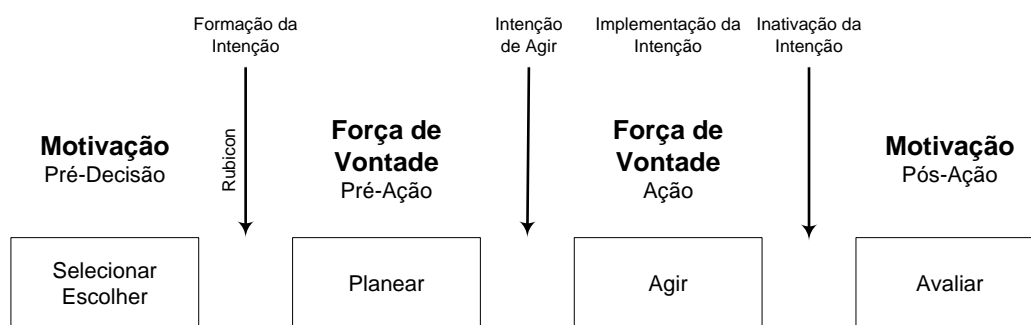 Formação da
Intenção
Intenção
de Agir
Implementação da
Intenção
Inativação da
Intenção
Rubicon
Motivação
Pré-Decisão
Força de
Vontade
Pré-Ação
Força de
Vontade
Ação
Motivação
Pós-Ação
Selecionar
Escolher
Planear
Agir
Avaliar